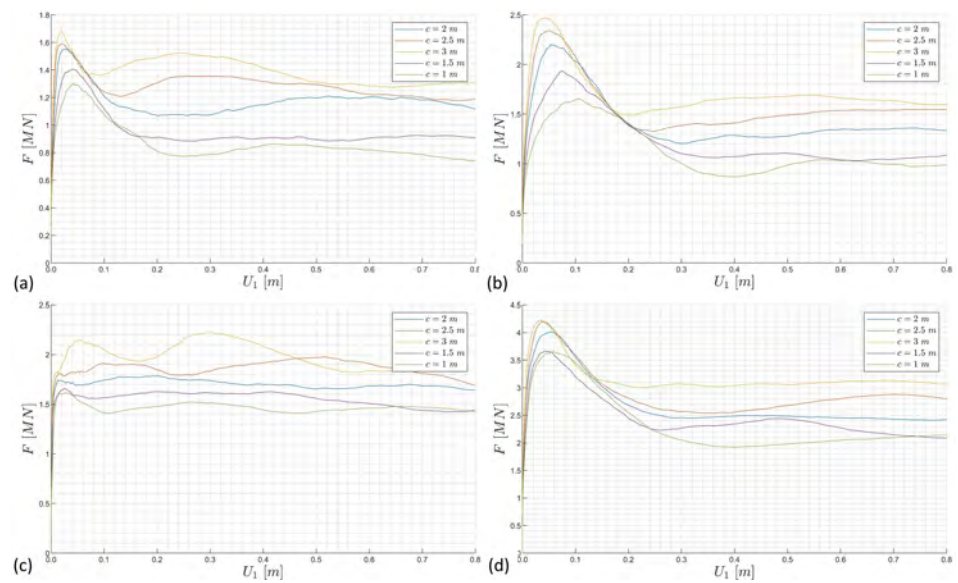 1.8
1.6
1.4
1.2
1
0.8
0.6
0.4
0.2
0
F [MN]
c = 2 m
c = 2.5 m
c = 3 m
c = 1.5 m
c = 1 m
0.0 0.1 0.2 0.3 0.4 0.5 0.6 0.7 0.8
U₁ [m]
(a)
2.5
2
1.5
1
0.5
0
F [MN]
c = 2 m
c = 2.5 m
c = 3 m
c = 1.5 m
c = 1 m
0.0 0.1 0.2 0.3 0.4 0.5 0.6 0.7 0.8
U₁ [m]
(b)
2.5
2
1.5
1
0.5
0
F [MN]
c = 2 m
c = 2.5 m
c = 3 m
c = 1.5 m
c = 1 m
0.0 0.1 0.2 0.3 0.4 0.5 0.6 0.7 0.8
U₁ [m]
(c)
4.5
4
3.5
3
2.5
2
1.5
1
0.5
0
F [MN]
c = 2 m
c = 2.5 m
c = 3 m
c = 1.5 m
c = 1 m
0.0 0.1 0.2 0.3 0.4 0.5 0.6 0.7 0.8
U₁ [m]
(d)